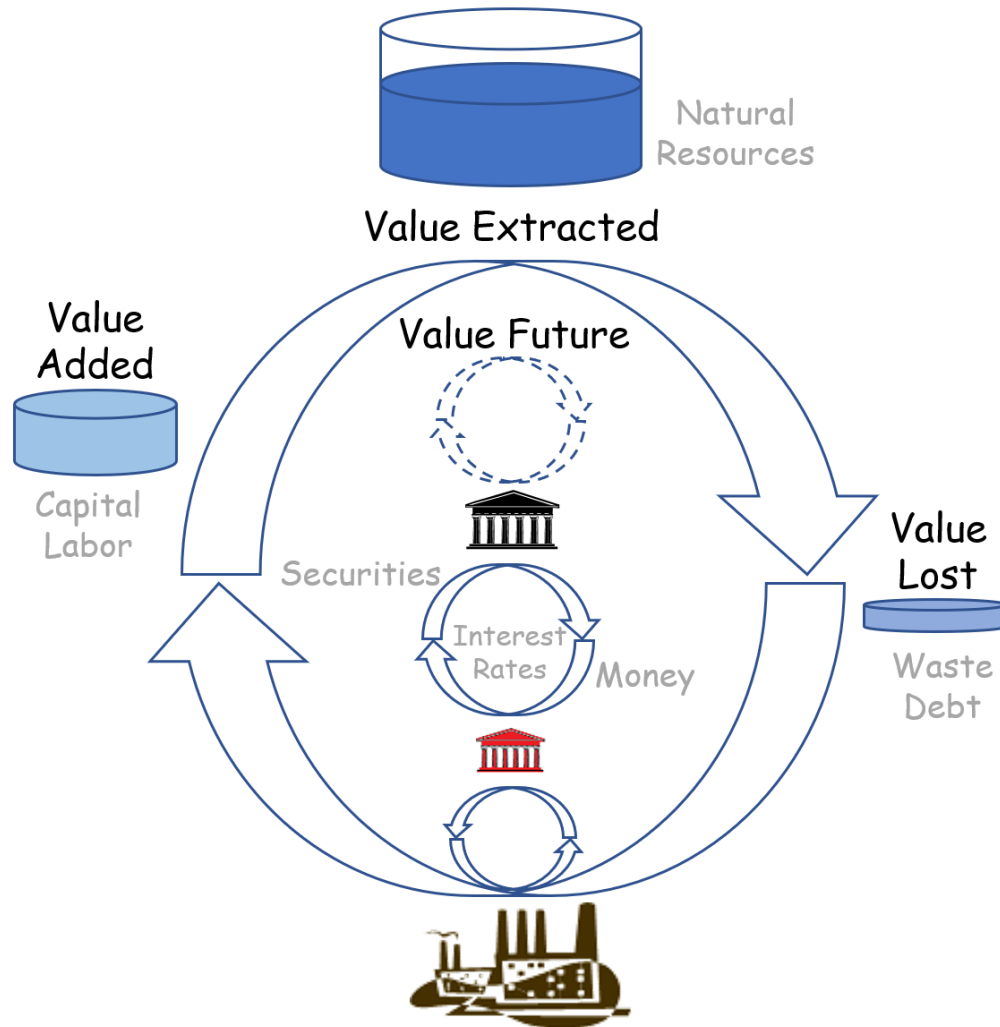 Natural
Resources
Value Extracted
Value
Added
Value Future
Capital
Labor
Securities
Value
Lost
Interest
Rates
Money
Waste
Debt